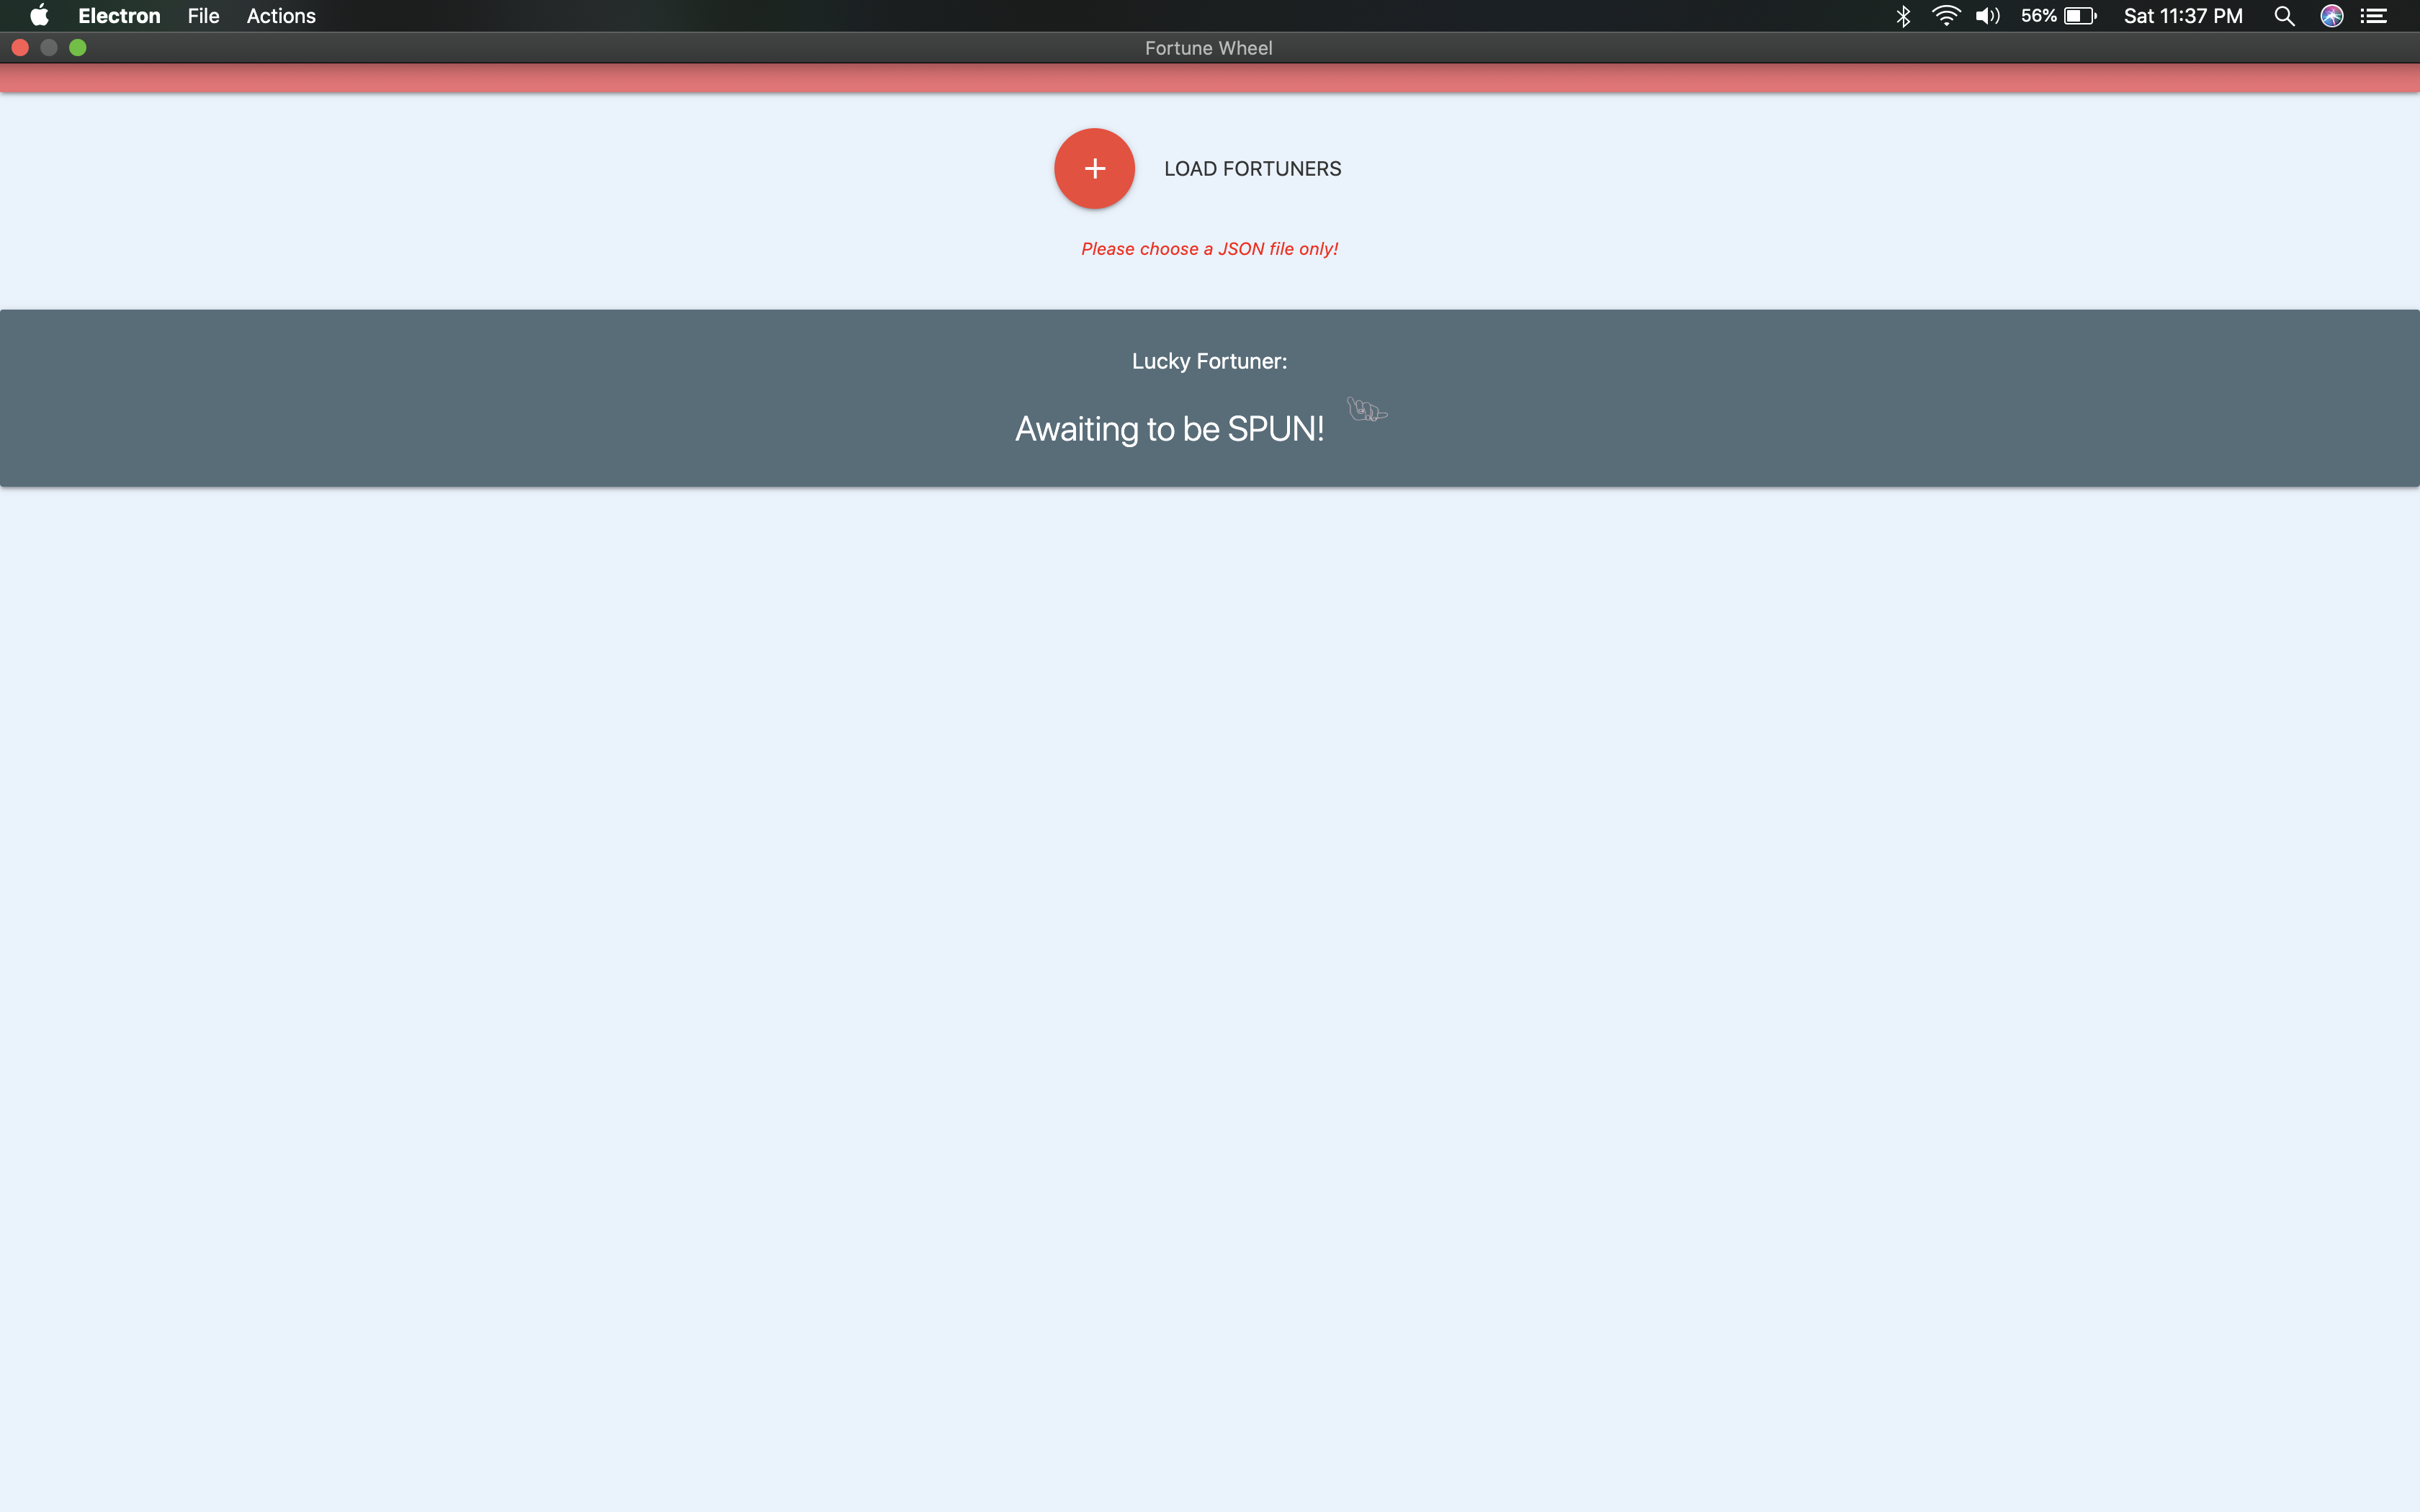 Electron File Actions 56% Sat 11:37 PM
Fortune Wheel
LOAD FORTUNERS
Please choose a JSON file only!
Lucky Fortuner:
Awaiting to be SPUN!